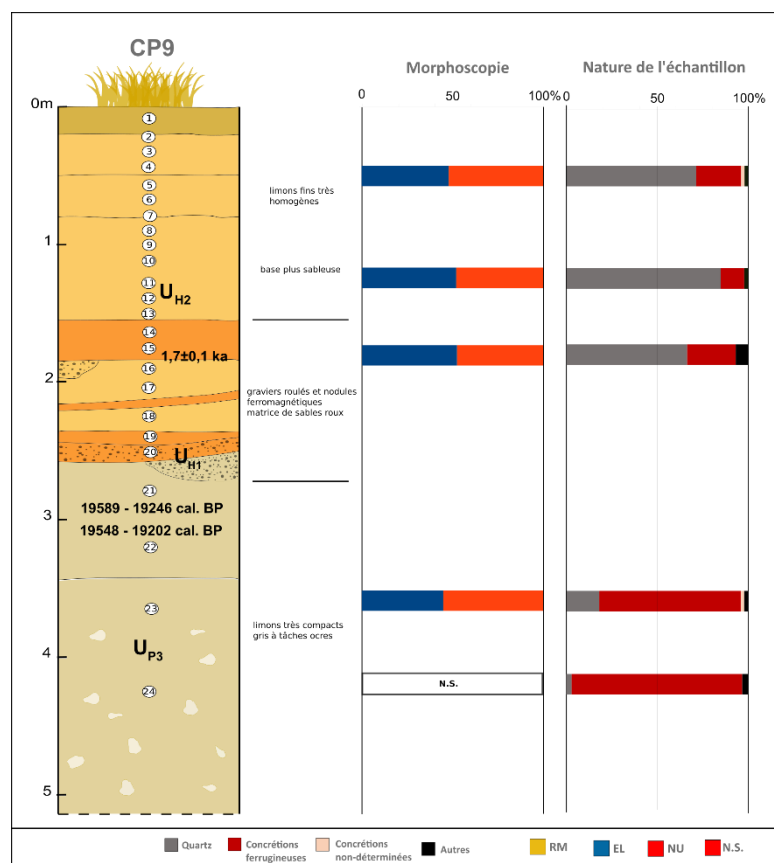 CP9
Morphoscopie
Nature de l'échantillon
0 50 100%
0 50 100%
0m
1
2
3
4
5
6
7
8
9
1
10
11
12
UH2
13
14
15
1,7±0,1 ka
16
2
17
18
19
20
UH1
21
19589 - 19246 cal. BP
3
19548 - 19202 cal. BP
22
23
UP3
4
24
5
limons fins très
homogènes
base plus sableuse
graviers roulés et nodules
ferromagnétiques
matrice de sables roux
limons très compacts
gris à tâches ocres
N.S.
Quartz
Concrétions
ferrugineuses
Concrétions
non-déterminées
Autres
RM
EL
NU
N.S.